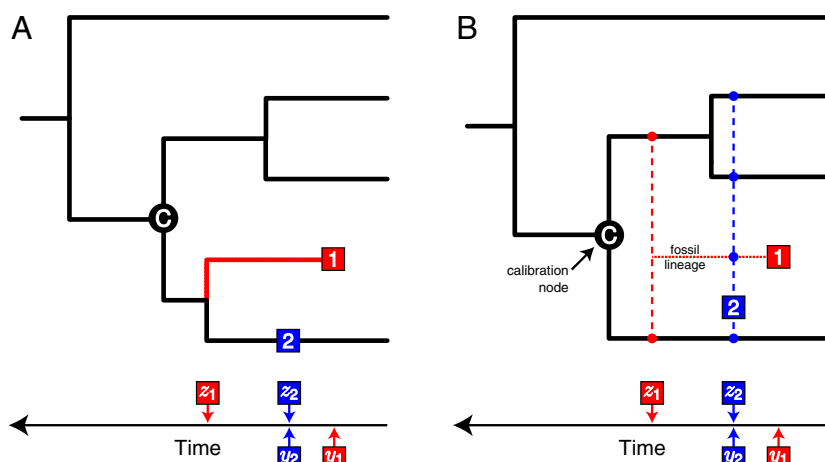 A
B
C
1
2
z1
z2
Time
y2
y1
C
calibration
node
fossil
lineage
1
2
z1
z2
Time
y2
y1